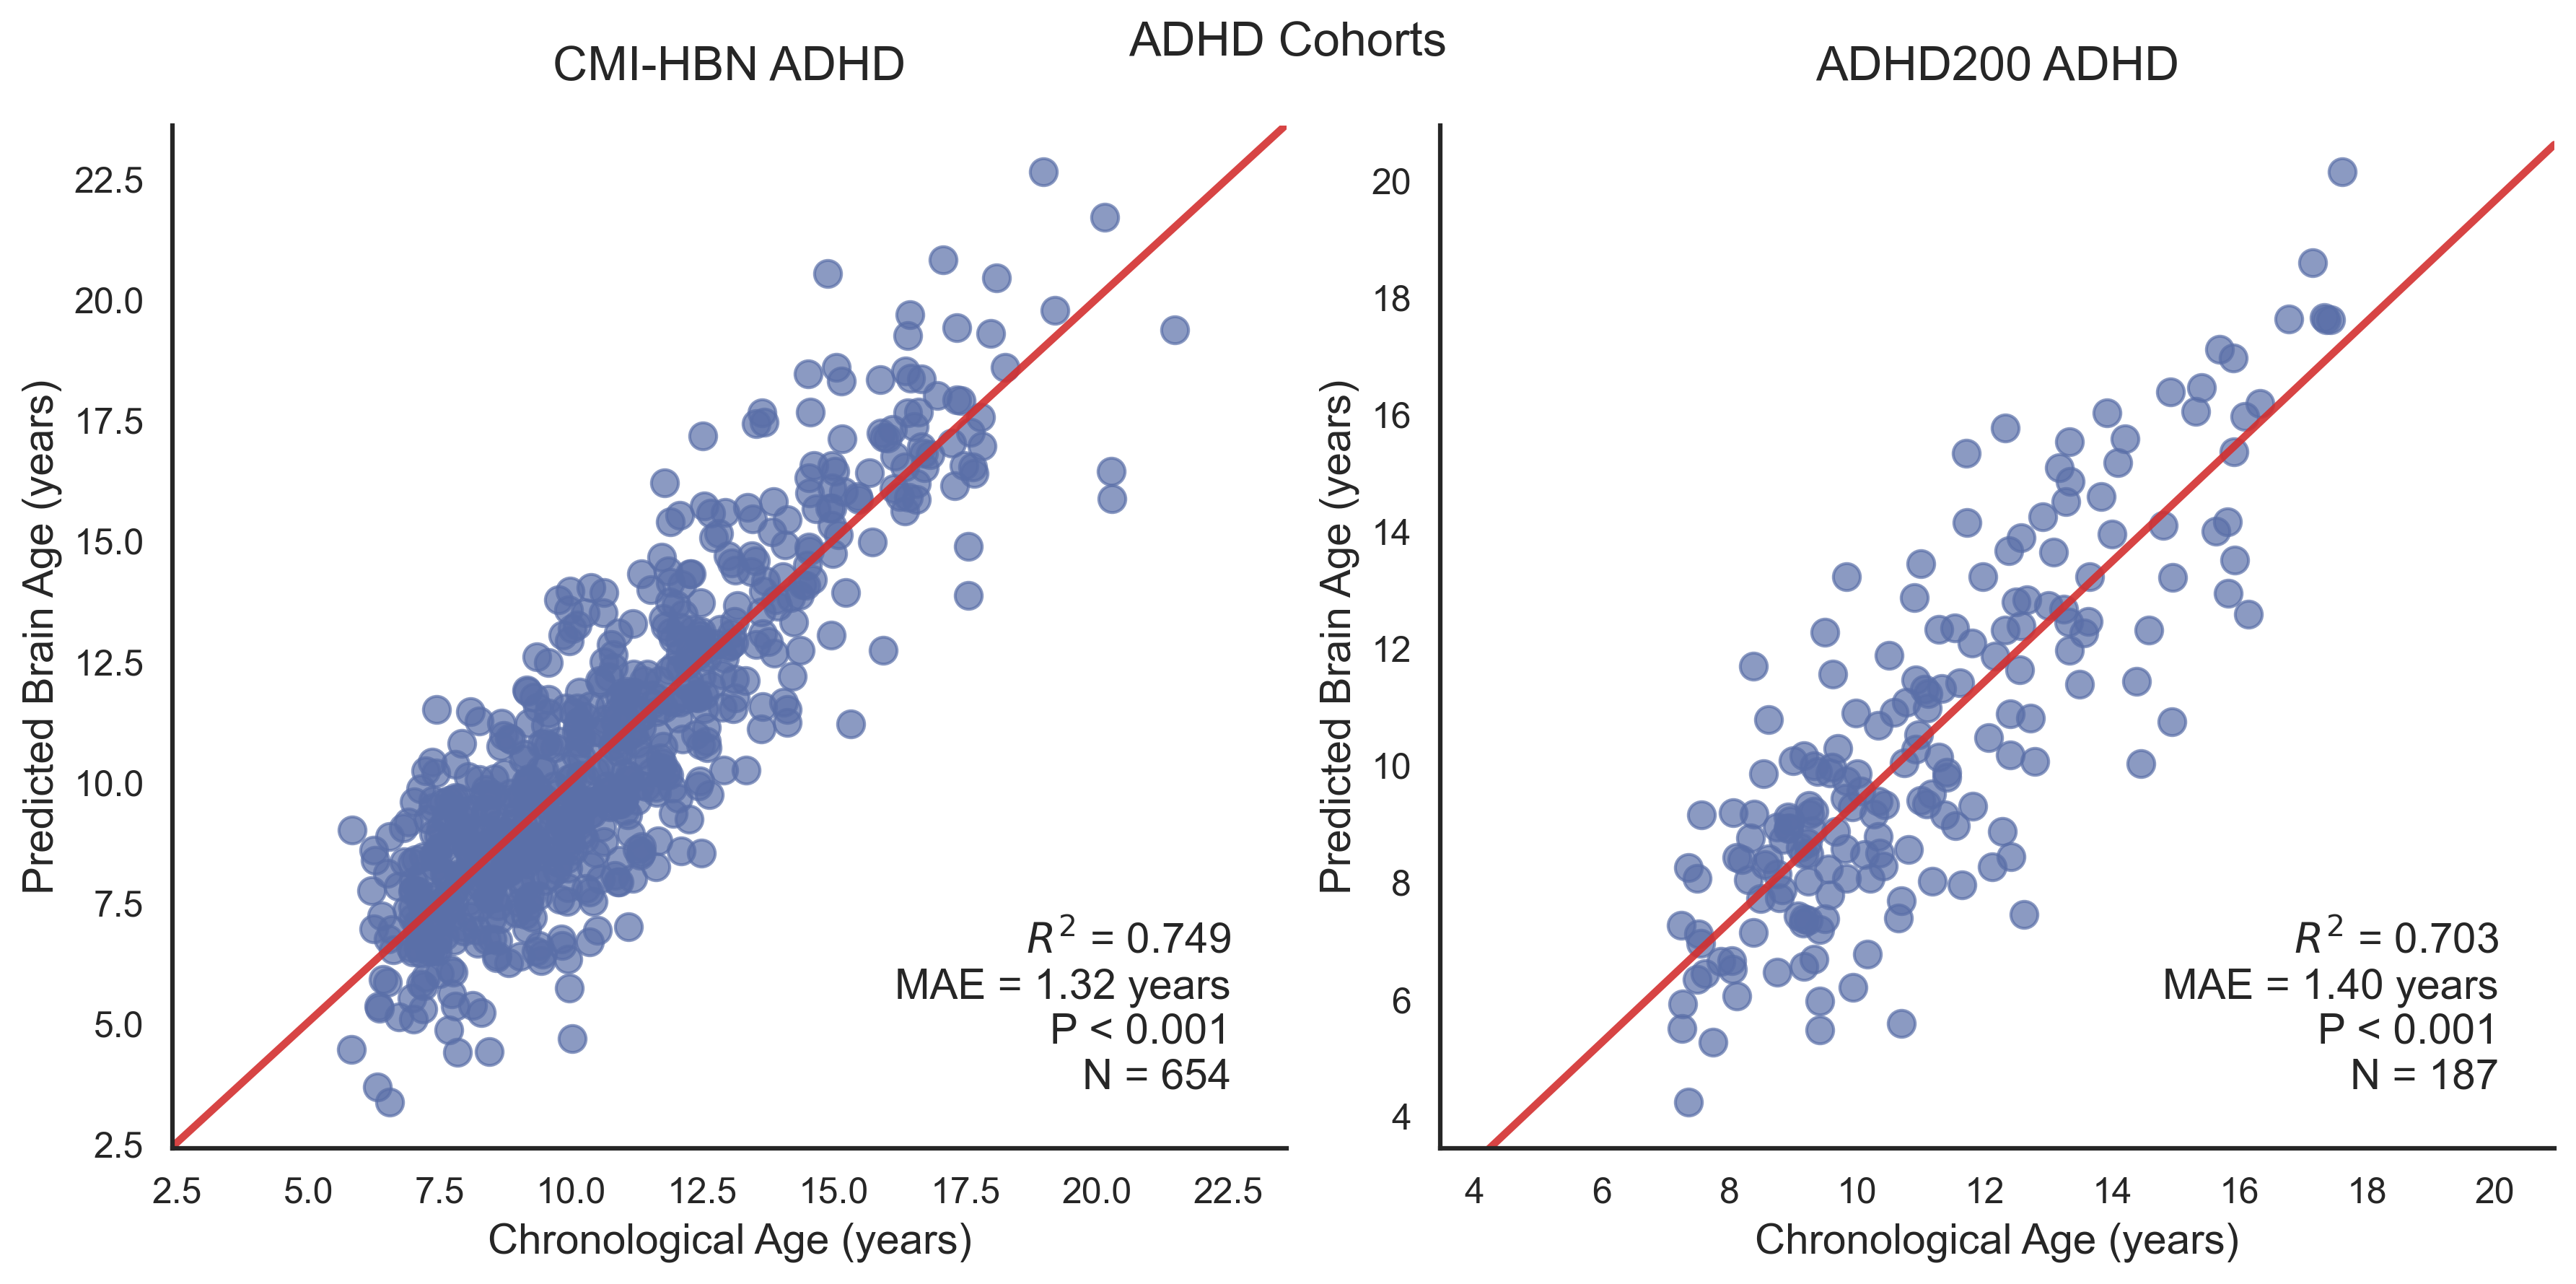 ADHD Cohorts
CMI-HBN ADHD
Predicted Brain Age (years)
22.5
20.0
17.5
15.0
12.5
10.0
7.5
5.0
2.5
R² = 0.749
MAE = 1.32 years
P < 0.001
N = 654
2.5 5.0 7.5 10.0 12.5 15.0 17.5 20.0 22.5
Chronological Age (years)
ADHD200 ADHD
Predicted Brain Age (years)
20
18
16
14
12
10
8
6
4
R² = 0.703
MAE = 1.40 years
P < 0.001
N = 187
4 6 8 10 12 14 16 18 20
Chronological Age (years)